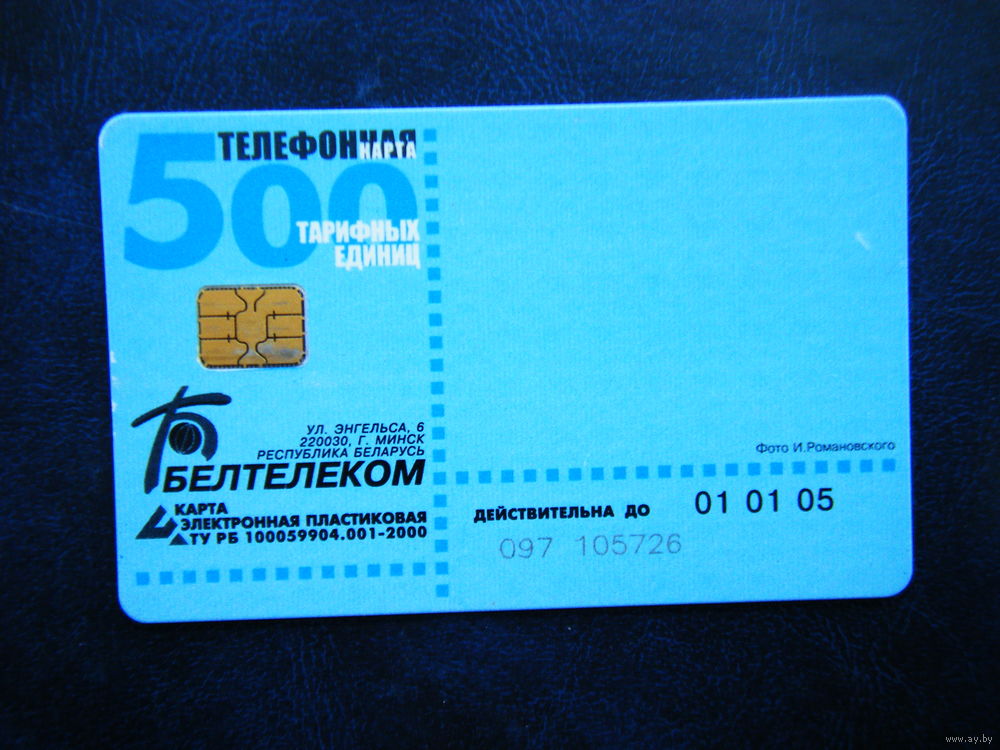 ТЕЛЕФОННАЯ
КАРТА
500
ТАРИФНЫХ
ЕДИНИЦ
УЛ. ЭНГЕЛЬСА, 6
220030, Г. МИНСК
РЕСПУБЛИКА БЕЛАРУСЬ
БЕЛТЕЛЕКОМ
КАРТА
ЭЛЕКТРОННАЯ ПЛАСТИКОВАЯ
ТУ РБ 100059904.001-2000
Фото И.Романовского
ДЕЙСТВИТЕЛЬНА ДО 01 01 05
097 105726
www.ay.by